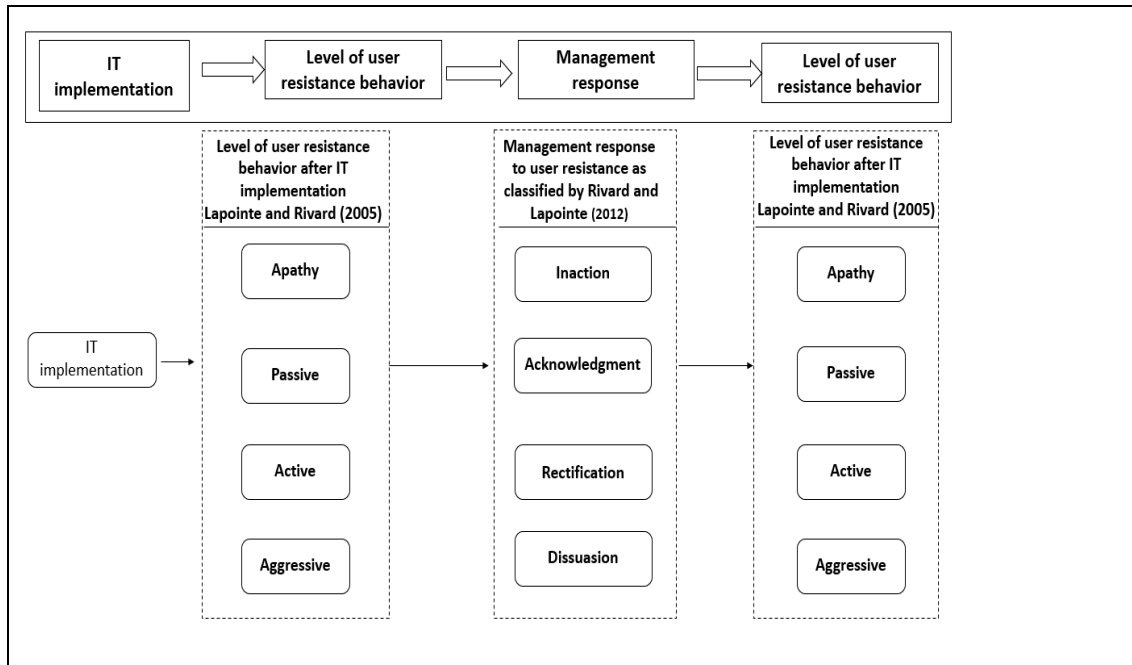 IT
implementation
Level of user
resistance behavior
Management
response
Level of user
resistance behavior
Level of user resistance
behavior after IT
implementation
Lapointe and Rivard (2005)
Apathy
Passive
Active
Aggressive
Management response
to user resistance as
classified by Rivard and
Lapointe (2012)
Inaction
Acknowledgment
Rectification
Dissuasion
Level of user resistance
behavior after IT
implementation
Lapointe and Rivard (2005)
Apathy
Passive
Active
Aggressive
IT
implementation